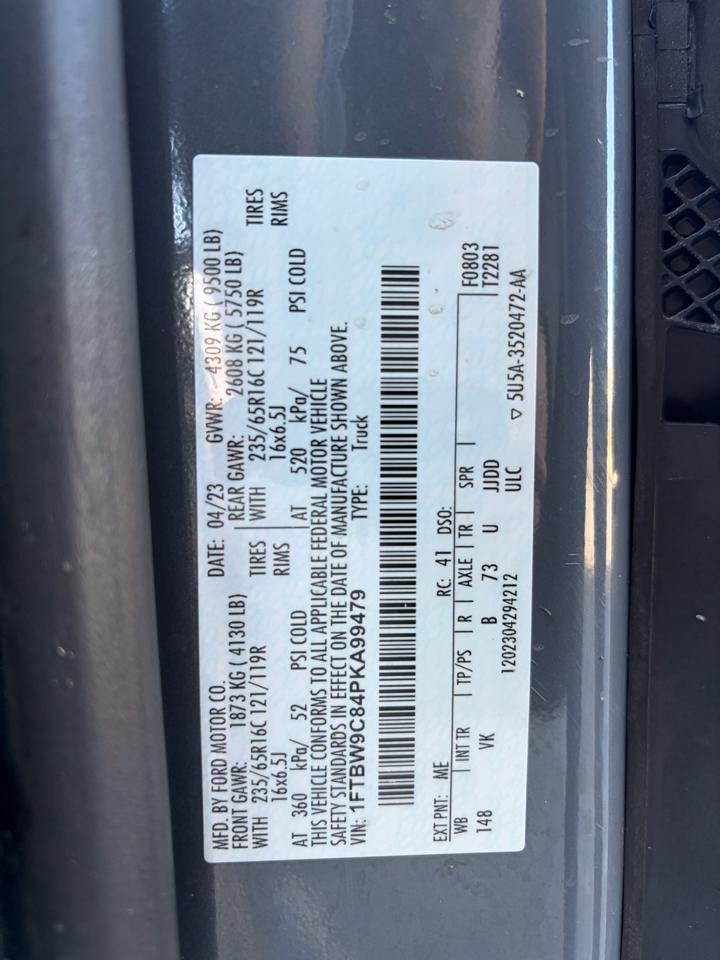 MFD. BY FORD MOTOR CO. DATE: 04/23 GVWR: 4309 KG ( 9500 LB)
FRONT GAWR: 1873 KG ( 4130 LB) REAR GAWR: 2608 KG ( 5750 LB)
WITH 235/65R16C 121/119R TIRES WITH 235/65R16C 121/119R TIRES
16x6.5J RIMS 16x6.5J RIMS
AT 360 kPa/ 52 PSI COLD AT 520 kPa/ 75 PSI COLD
THIS VEHICLE CONFORMS TO ALL APPLICABLE FEDERAL MOTOR VEHICLE
SAFETY STANDARDS IN EFFECT ON THE DATE OF MANUFACTURE SHOWN ABOVE.
VIN: 1FTBW9C84PKA99479 TYPE: Truck
EXT PNT: ME RC: 41 DSO: F0803
WB INT TR TP/PS R AXLE TR SPR T2281
148 VK B 73 U JJDD
1202304294212 ULC ▽ 5U5A-3520472-AA